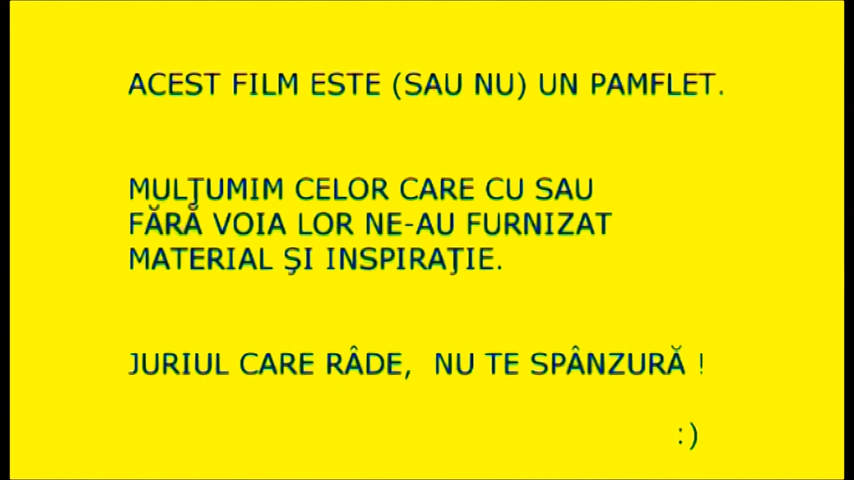 ACEST FILM ESTE (SAU NU) UN PAMFLET.
MULŢUMIM CELOR CARE CU SAU
FĂRĂ VOIA LOR NE-AU FURNIZAT
MATERIAL ŞI INSPIRAŢIE.
JURIUL CARE RÂDE, NU TE SPÂNZURĂ !
:)